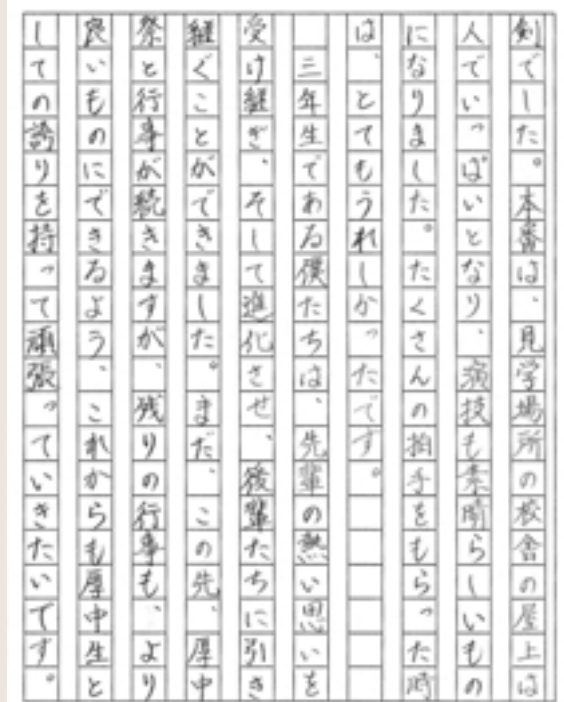 剣でした。本番は、見学場所の校舎の屋上は
人でいっぱいとなり、演技も素晴らしいもの
になりました。たくさんの拍手をもらった時
は、とてもうれしかったです。
三年生である僕たちは、先輩の熱い思いを
受け継ぎ、そして進化させ、後輩たちに引き
継ぐことができました。まだ、この先、厚中
祭と行事が続きますが、残りの行事も、より
良いものにできるよう、これからも厚中生と
しての誇りを持って頑張っていきたいです。